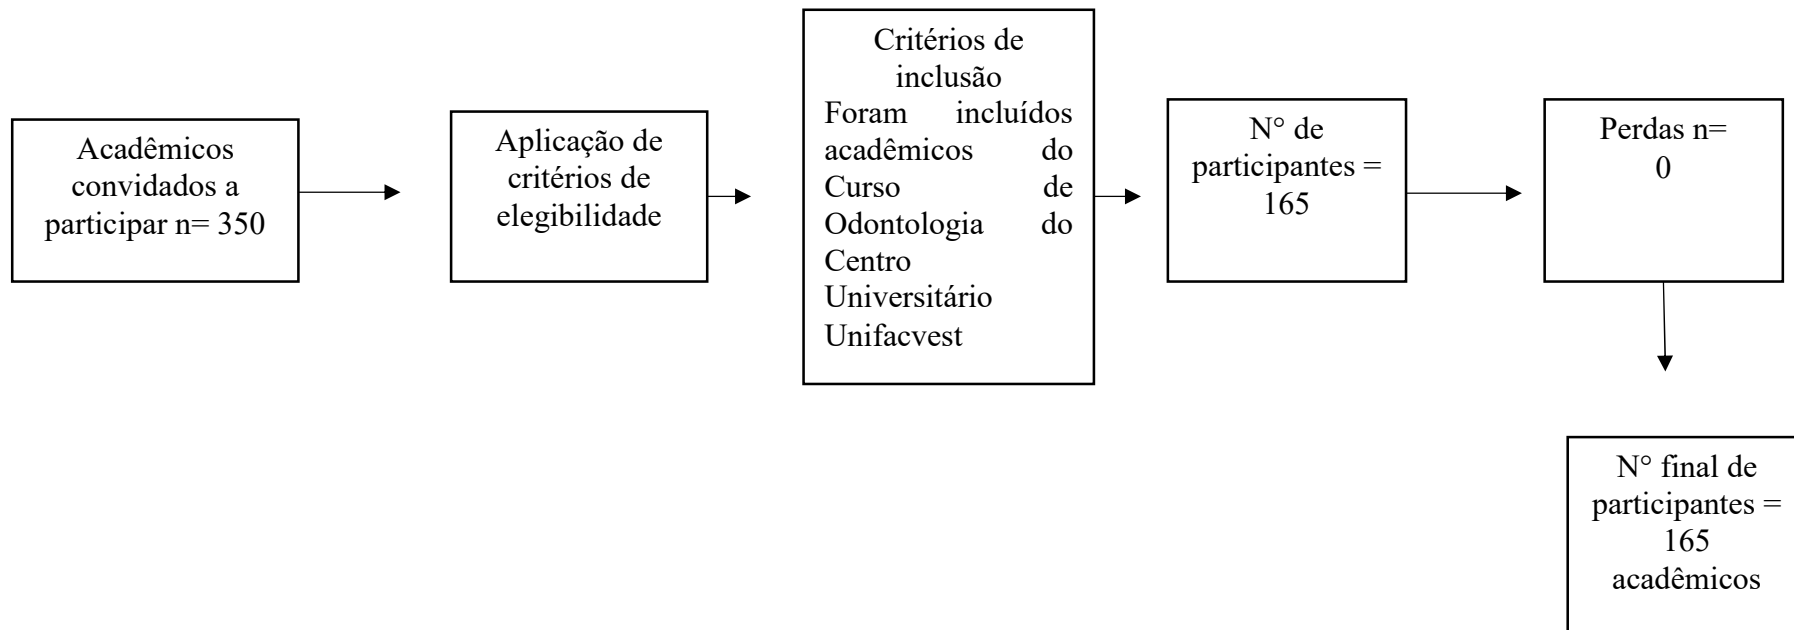 Acadêmicos
convidados a
participar n= 350
Aplicação de
critérios de
elegibilidade
Critérios de
inclusão
Foram incluídos
acadêmicos do
Curso de
Odontologia do
Centro
Universitário
Unifacvest
N° de
participantes =
165
Perdas n=
0
N° final de
participantes =
165
acadêmicos